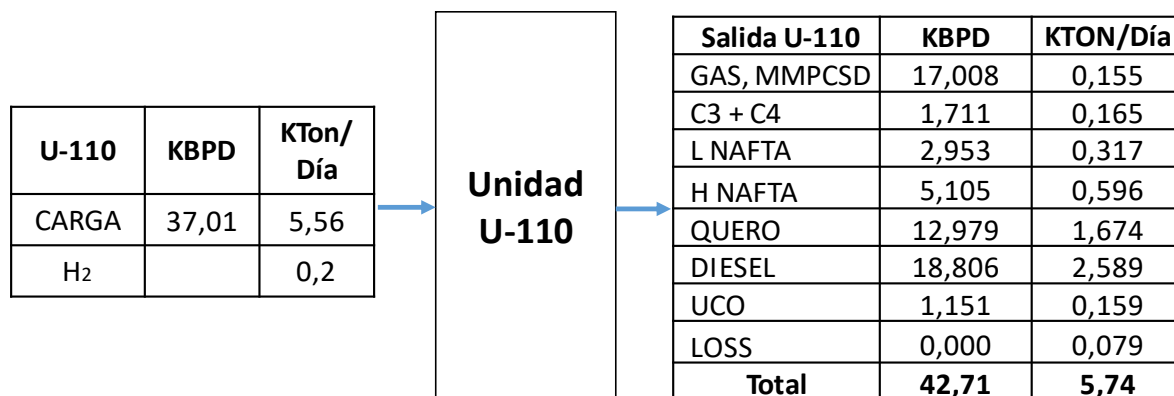 U-110 KBPD KTon/
Día
CARGA 37,01 5,56
H2 0,2
Unidad
U-110
Salida U-110 KBPD KTON/Día
GAS, MMPCSD 17,008 0,155
C3 + C4 1,711 0,165
L NAFTA 2,953 0,317
H NAFTA 5,105 0,596
QUERO 12,979 1,674
DIESEL 18,806 2,589
UCO 1,151 0,159
LOSS 0,000 0,079
Total 42,71 5,74